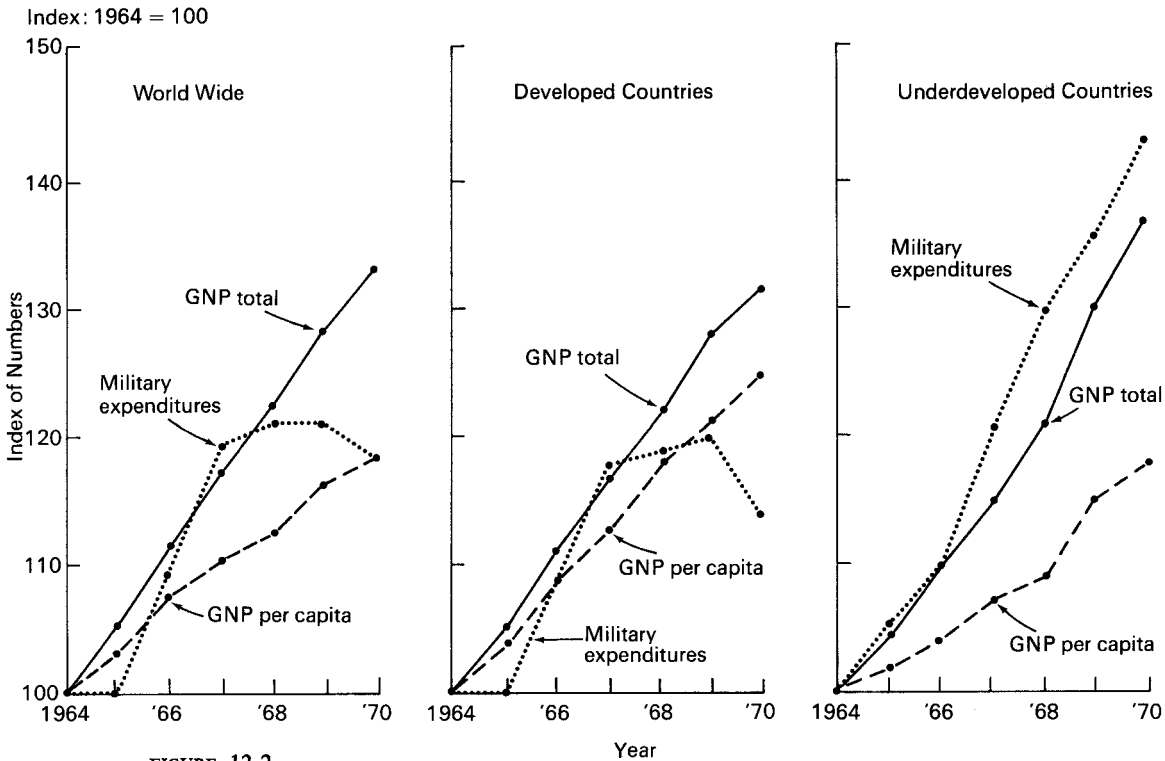 Index: 1964 = 100
150
140
130
120
110
100
Index of Numbers
World Wide
GNP total
Military
expenditures
GNP per capita
1964
'66
'68
'70
Developed Countries
GNP total
GNP per capita
Military
expenditures
1964
'66
'68
'70
Year
Underdeveloped Countries
Military
expenditures
GNP total
GNP per capita
1964
'66
'68
'70
FIGURE 12-2